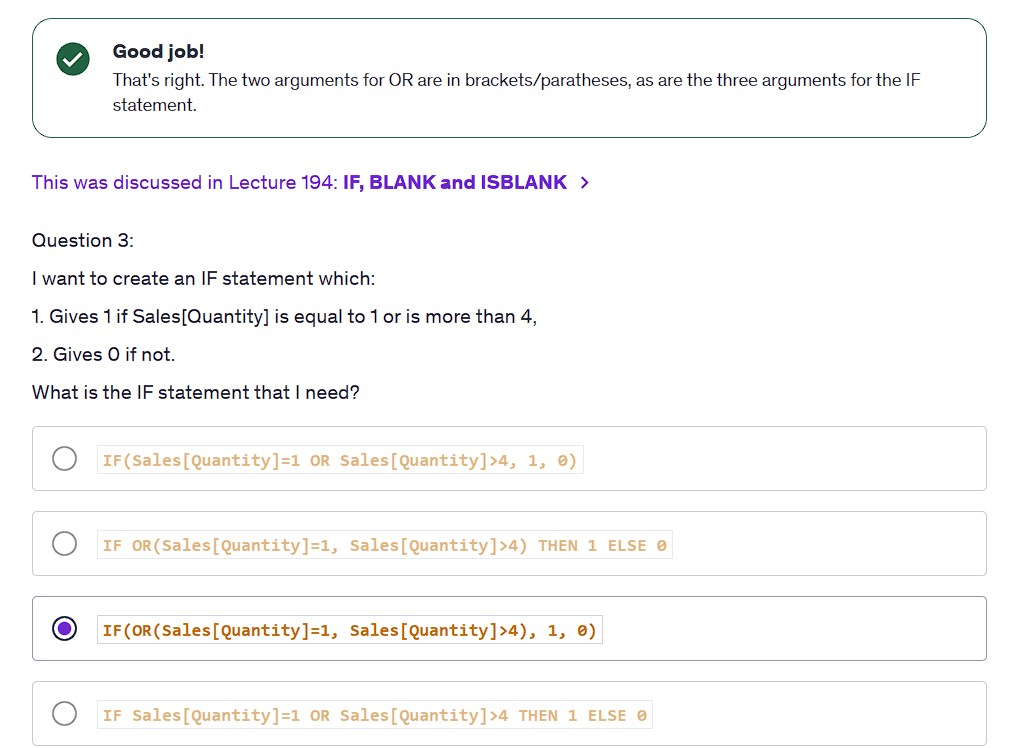 Good job!
That's right. The two arguments for OR are in brackets/paratheses, as are the three arguments for the IF
statement.
This was discussed in Lecture 194: IF, BLANK and ISBLANK >
Question 3:
I want to create an IF statement which:
1. Gives 1 if Sales[Quantity] is equal to 1 or is more than 4,
2. Gives 0 if not.
What is the IF statement that I need?
IF(Sales[Quantity]=1 OR Sales[Quantity]>4, 1, 0)
IF OR(Sales[Quantity]=1, Sales[Quantity]>4) THEN 1 ELSE 0
IF(OR(Sales[Quantity]=1, Sales[Quantity]>4), 1, 0)
IF Sales[Quantity]=1 OR Sales[Quantity]>4 THEN 1 ELSE 0